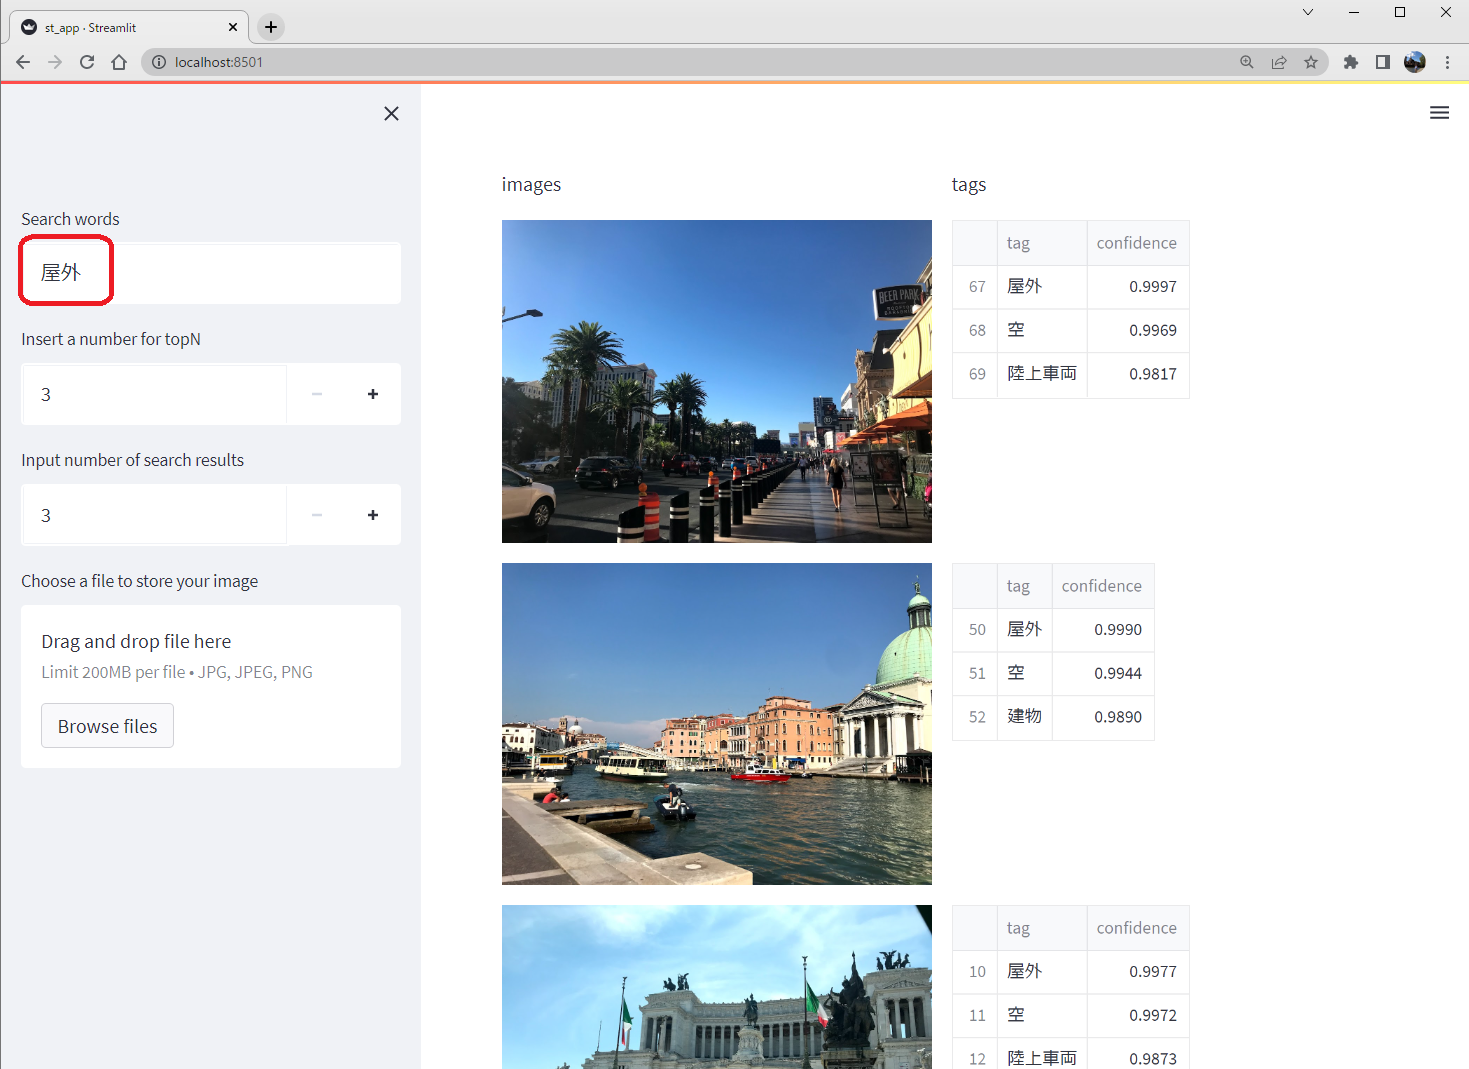 st_app · Streamlit
localhost:8501
Search words
屋外
Insert a number for topN
3
Input number of search results
3
Choose a file to store your image
Drag and drop file here
Limit 200MB per file • JPG, JPEG, PNG
Browse files
images
BEER PARK
tags
tag confidence
67 屋外 0.9997
68 空 0.9969
69 陸上車両 0.9817
tag confidence
50 屋外 0.9990
51 空 0.9944
52 建物 0.9890
tag confidence
10 屋外 0.9977
11 空 0.9972
12 陸上車両 0.9873